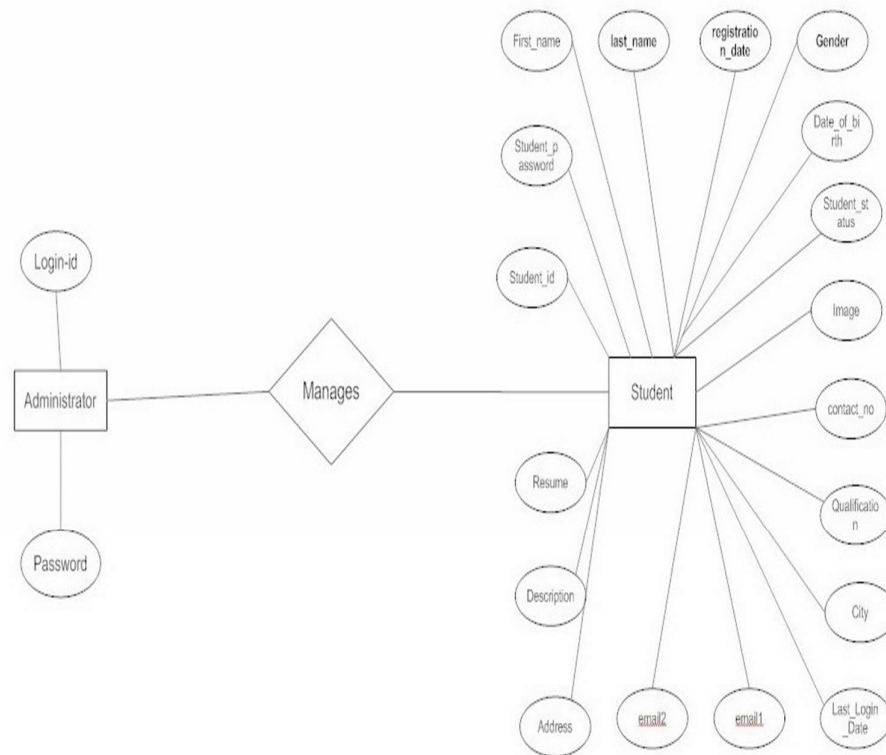 First_name
last_name
registratio
n_date
Gender
Date_of_bi
rth
Student_p
assword
Student_st
atus
Login-id
Student_id
Image
Administrator
Manages
Student
contact_no
Resume
Qualificatio
n
Password
Description
City
Address
email2
email1
Last_Login
_Date